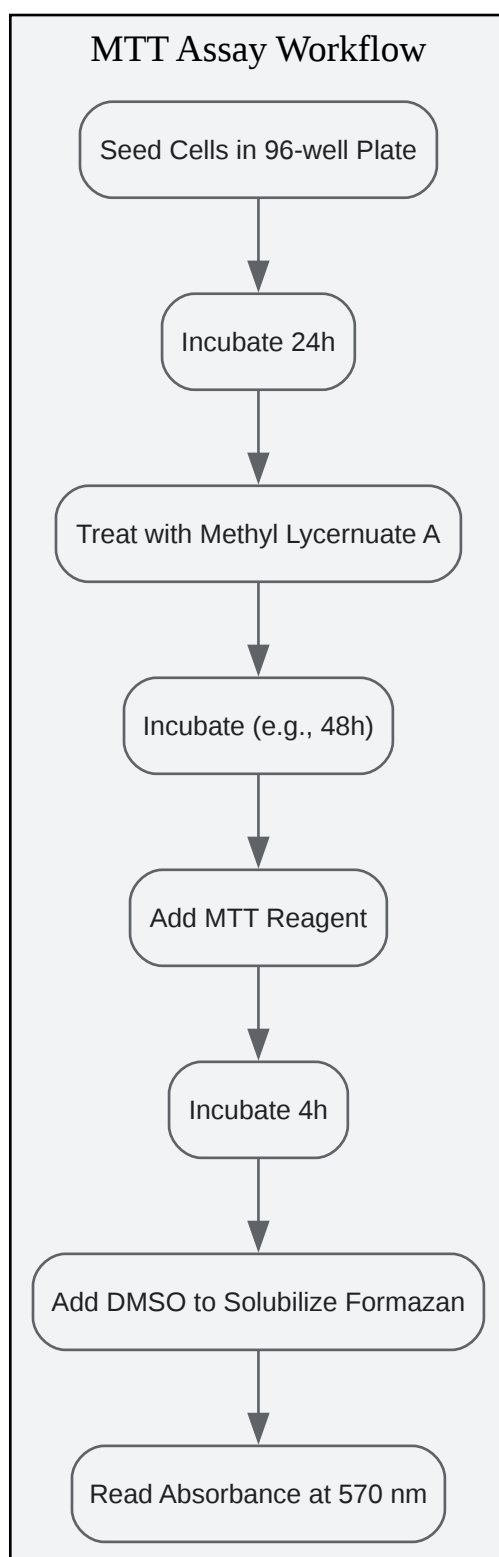 MTT Assay Workflow
Seed Cells in 96-well Plate
Incubate 24h
Treat with Methyl Lycernuate A
Incubate (e.g., 48h)
Add MTT Reagent
Incubate 4h
Add DMSO to Solubilize Formazan
Read Absorbance at 570 nm